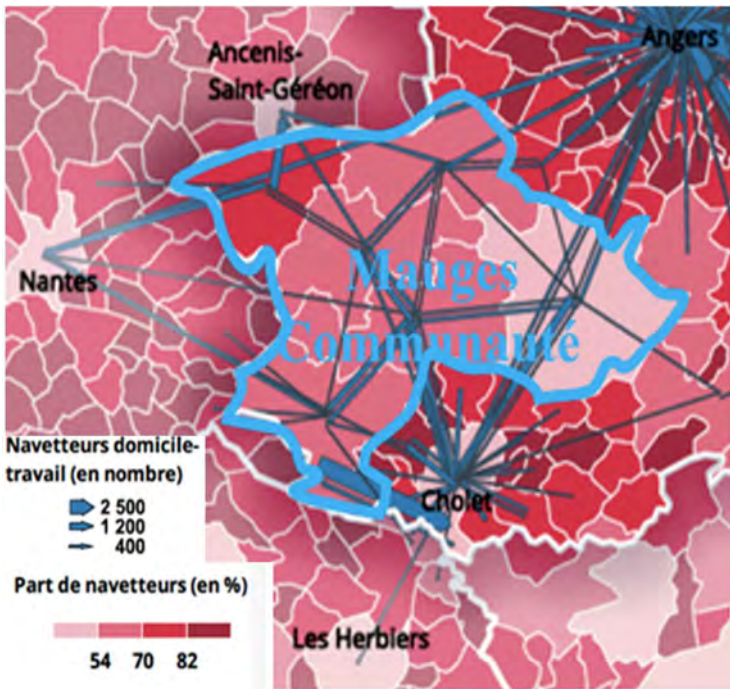 Angers
Ancenis-
Saint-Géréon
Nantes
Mauges
Communauté
Cholet
Les Herbiers
Navetteurs domicile-
travail (en nombre)
2 500
1 200
400
Part de navetteurs (en %)
54 70 82